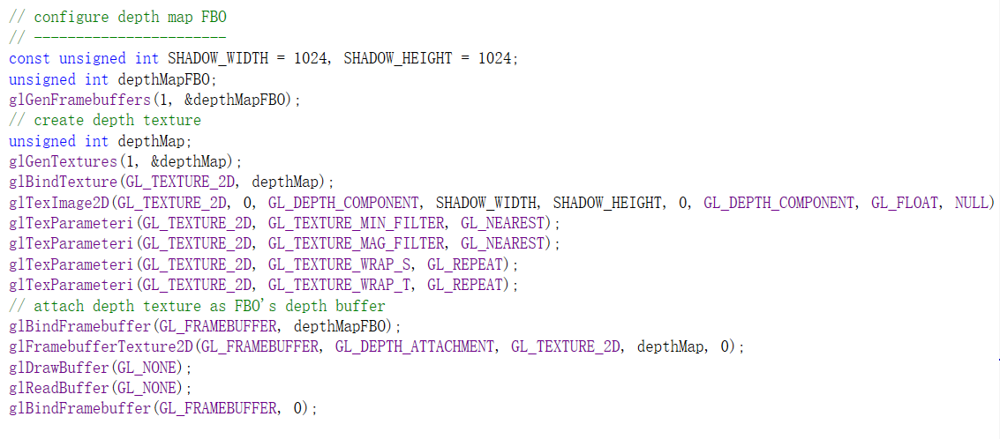 // configure depth map FBO
// -----------------------
const unsigned int SHADOW_WIDTH = 1024, SHADOW_HEIGHT = 1024;
unsigned int depthMapFBO;
glGenFramebuffers(1, &depthMapFBO);
// create depth texture
unsigned int depthMap;
glGenTextures(1, &depthMap);
glBindTexture(GL_TEXTURE_2D, depthMap);
glTexImage2D(GL_TEXTURE_2D, 0, GL_DEPTH_COMPONENT, SHADOW_WIDTH, SHADOW_HEIGHT, 0, GL_DEPTH_COMPONENT, GL_FLOAT, NULL)
glTexParameteri(GL_TEXTURE_2D, GL_TEXTURE_MIN_FILTER, GL_NEAREST);
glTexParameteri(GL_TEXTURE_2D, GL_TEXTURE_MAG_FILTER, GL_NEAREST);
glTexParameteri(GL_TEXTURE_2D, GL_TEXTURE_WRAP_S, GL_REPEAT);
glTexParameteri(GL_TEXTURE_2D, GL_TEXTURE_WRAP_T, GL_REPEAT);
// attach depth texture as FBO's depth buffer
glBindFramebuffer(GL_FRAMEBUFFER, depthMapFBO);
glFramebufferTexture2D(GL_FRAMEBUFFER, GL_DEPTH_ATTACHMENT, GL_TEXTURE_2D, depthMap, 0);
glDrawBuffer(GL_NONE);
glReadBuffer(GL_NONE);
glBindFramebuffer(GL_FRAMEBUFFER, 0);